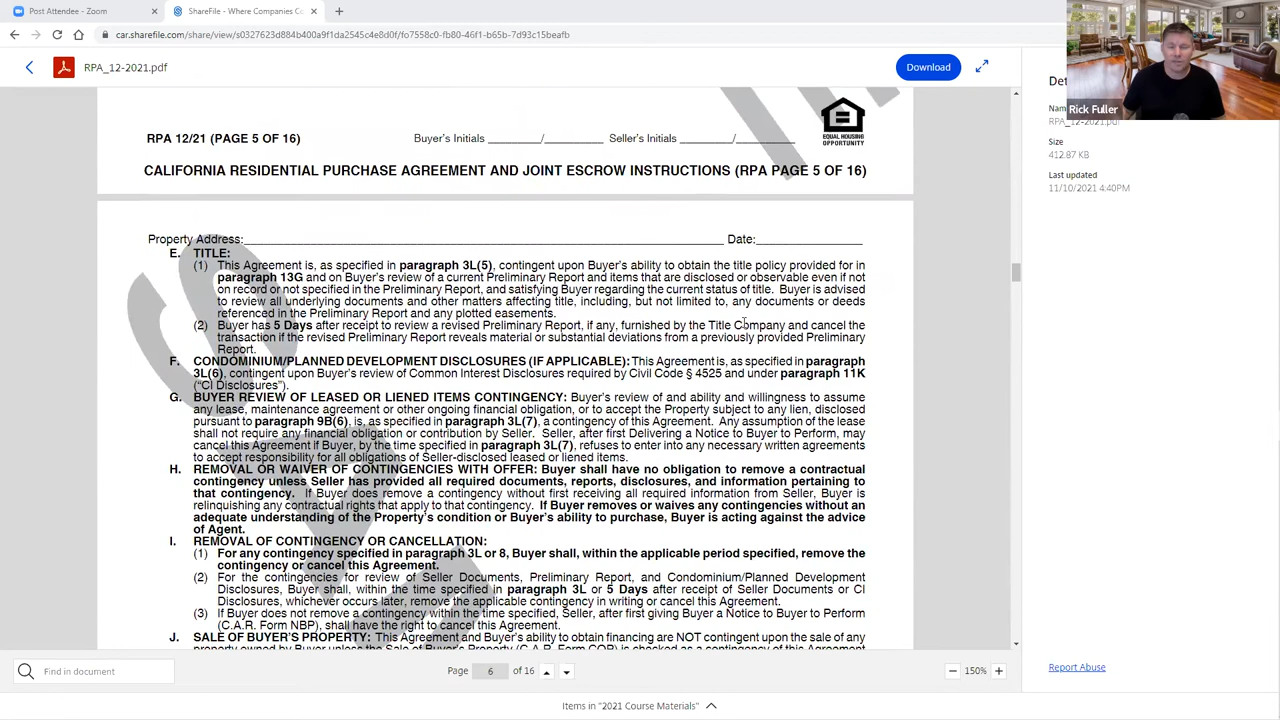 Post Attendee - Zoom
ShareFile - Where Companies Co
car.sharefile.com/share/view/s0327623d884b400a9f1da2545c4e8d0f/fo7558c0-fb80-46f1-b65b-7d93c15beafb
RPA_12-2021.pdf
Download
Rick Fuller
Nam
RPA_12-2021.pdf
Size
412.87 KB
Last updated
11/10/2021 4:40PM
RPA 12/21 (PAGE 5 OF 16)
Buyer's Initials ________/________ Seller's Initials ________/________
EQUAL HOUSING
OPPORTUNITY
CALIFORNIA RESIDENTIAL PURCHASE AGREEMENT AND JOINT ESCROW INSTRUCTIONS (RPA PAGE 5 OF 16)
Property Address:________ Date:________
E. TITLE:
(1) This Agreement is, as specified in paragraph 3L(5), contingent upon Buyer's ability to obtain the title policy provided for in
paragraph 13G and on Buyer's review of a current Preliminary Report and items that are disclosed or observable even if not
on record or not specified in the Preliminary Report, and satisfying Buyer regarding the current status of title. Buyer is advised
to review all underlying documents and other matters affecting title, including, but not limited to, any documents or deeds
referenced in the Preliminary Report and any plotted easements.
(2) Buyer has 5 Days after receipt to review a revised Preliminary Report, if any, furnished by the Title Company and cancel the
transaction if the revised Preliminary Report reveals material or substantial deviations from a previously provided Preliminary
Report.
F. CONDOMINIUM/PLANNED DEVELOPMENT DISCLOSURES (IF APPLICABLE): This Agreement is, as specified in paragraph
3L(6), contingent upon Buyer's review of Common Interest Disclosures required by Civil Code § 4525 and under paragraph 11K
("CI Disclosures").
G. BUYER REVIEW OF LEASED OR LIENED ITEMS CONTINGENCY: Buyer's review of and ability and willingness to assume
any lease, maintenance agreement or other ongoing financial obligation, or to accept the Property subject to any lien, disclosed
pursuant to paragraph 9B(6), is, as specified in paragraph 3L(7), a contingency of this Agreement. Any assumption of the lease
shall not require any financial obligation or contribution by Seller. Seller, after first Delivering a Notice to Buyer to Perform, may
cancel this Agreement if Buyer, by the time specified in paragraph 3L(7), refuses to enter into any necessary written agreements
to accept responsibility for all obligations of Seller-disclosed leased or liened items.
H. REMOVAL OR WAIVER OF CONTINGENCIES WITH OFFER: Buyer shall have no obligation to remove a contractual
contingency unless Seller has provided all required documents, reports, disclosures, and information pertaining to
that contingency. If Buyer does remove a contingency without first receiving all required information from Seller, Buyer is
relinquishing any contractual rights that apply to that contingency. If Buyer removes or waives any contingencies without an
adequate understanding of the Property's condition or Buyer's ability to purchase, Buyer is acting against the advice
of Agent.
I. REMOVAL OF CONTINGENCY OR CANCELLATION:
(1) For any contingency specified in paragraph 3L or 8, Buyer shall, within the applicable period specified, remove the
contingency or cancel this Agreement.
(2) For the contingencies for review of Seller Documents, Preliminary Report, and Condominium/Planned Development
Disclosures, Buyer shall, within the time specified in paragraph 3L or 5 Days after receipt of Seller Documents or CI
Disclosures, whichever occurs later, remove the applicable contingency in writing or cancel this Agreement.
(3) If Buyer does not remove a contingency within the time specified, Seller, after first giving Buyer a Notice to Buyer to Perform
(C.A.R. Form NBP), shall have the right to cancel this Agreement.
J. SALE OF BUYER'S PROPERTY: This Agreement and Buyer's ability to obtain financing are NOT contingent upon the sale of any
property owned by Buyer unless the Sale of Buyer's Property (C.A.R. Form COP) is checked as a contingency of this Agreement
Find in document
Page 6 of 16
150%
Report Abuse
Items in "2021 Course Materials"